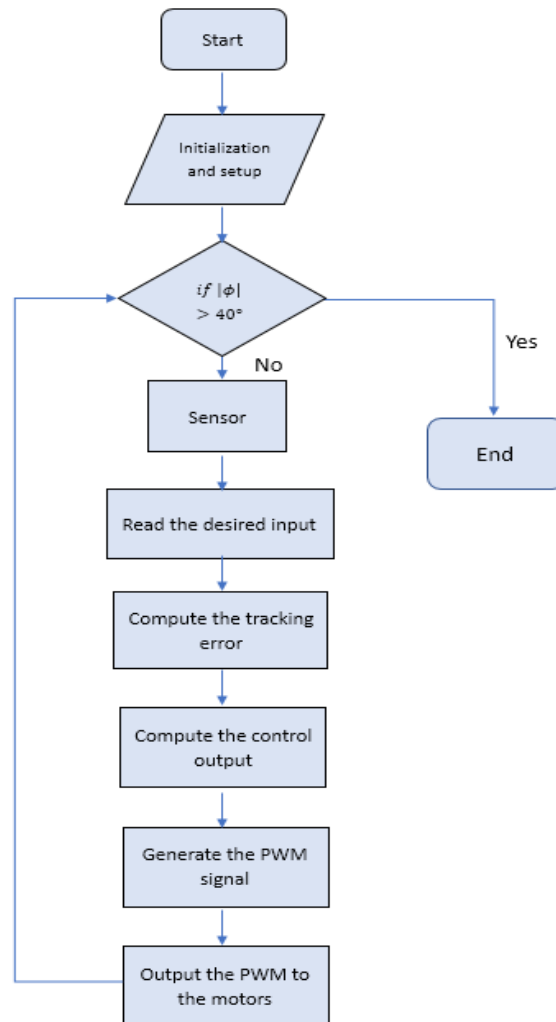 Start
Initialization
and setup
if |ϕ|
> 40°
Yes
No
Sensor
End
Read the desired input
Compute the tracking
error
Compute the control
output
Generate the PWM
signal
Output the PWM to
the motors